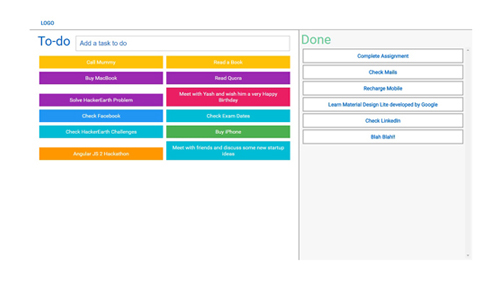 LOGO
To-do
Add a task to do
Done
Call Mummy
Read a Book
Buy MacBook
Read Quora
Solve HackerEarth Problem
Meet with Yash and wish him a very Happy
Birthday
Check Facebook
Check Exam Dates
Check HackerEarth Challenges
Buy iPhone
Angular JS 2 Hackathon
Meet with friends and discuss some new startup
ideas
Complete Assignment
Check Mails
Recharge Mobile
Learn Material Design Lite developed by Google
Check LinkedIn
Blah Blah!!